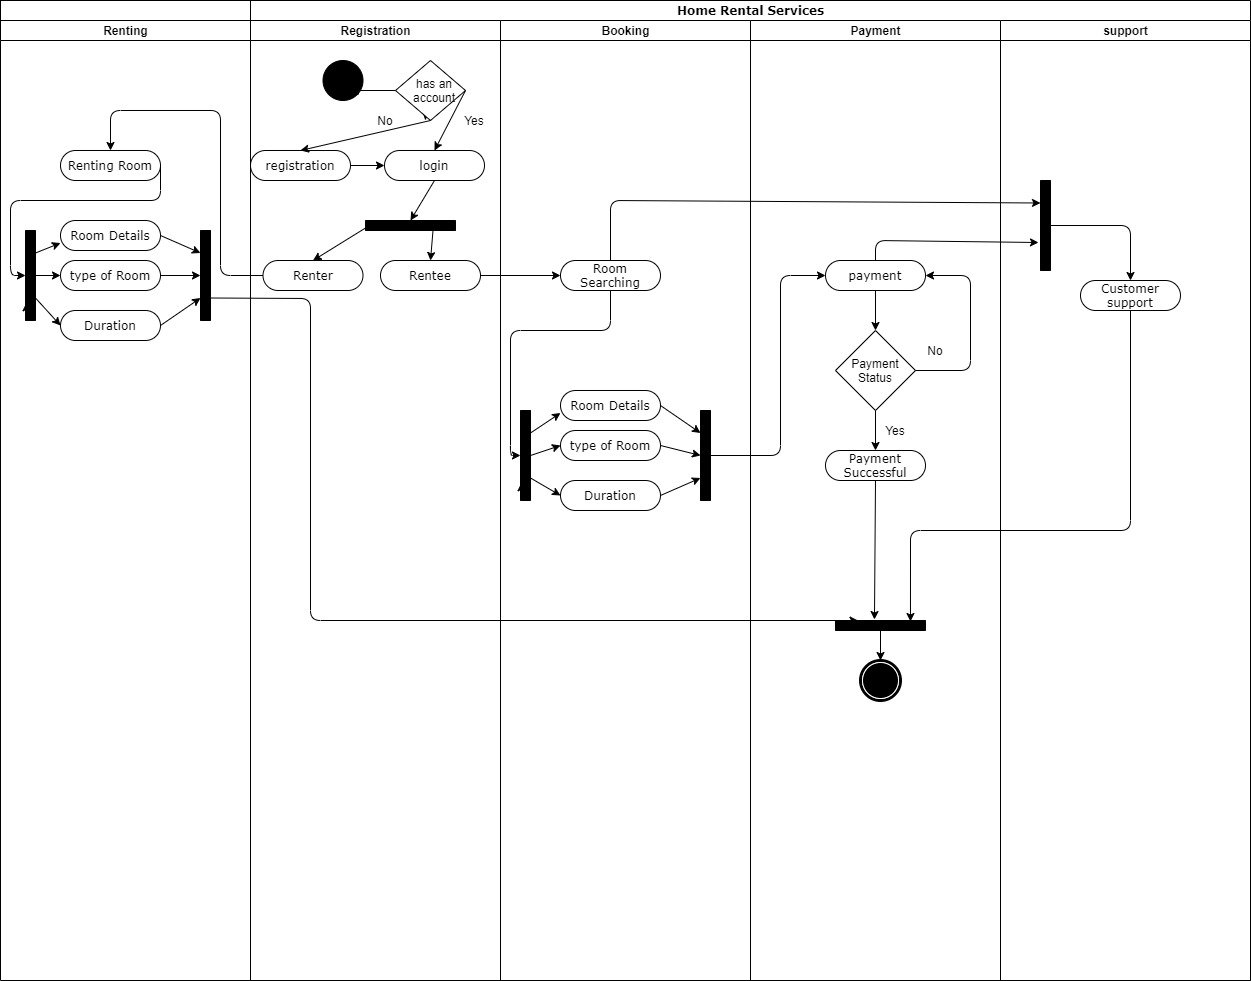 Home Rental Services
Renting
Registration
Booking
Payment
support
has an
account
No
Yes
Renting Room
registration
login
Room Details
type of Room
Duration
Renter
Rentee
Room
Searching
payment
Customer
support
Payment
Status
No
Yes
Room Details
type of Room
Duration
Payment
Successful